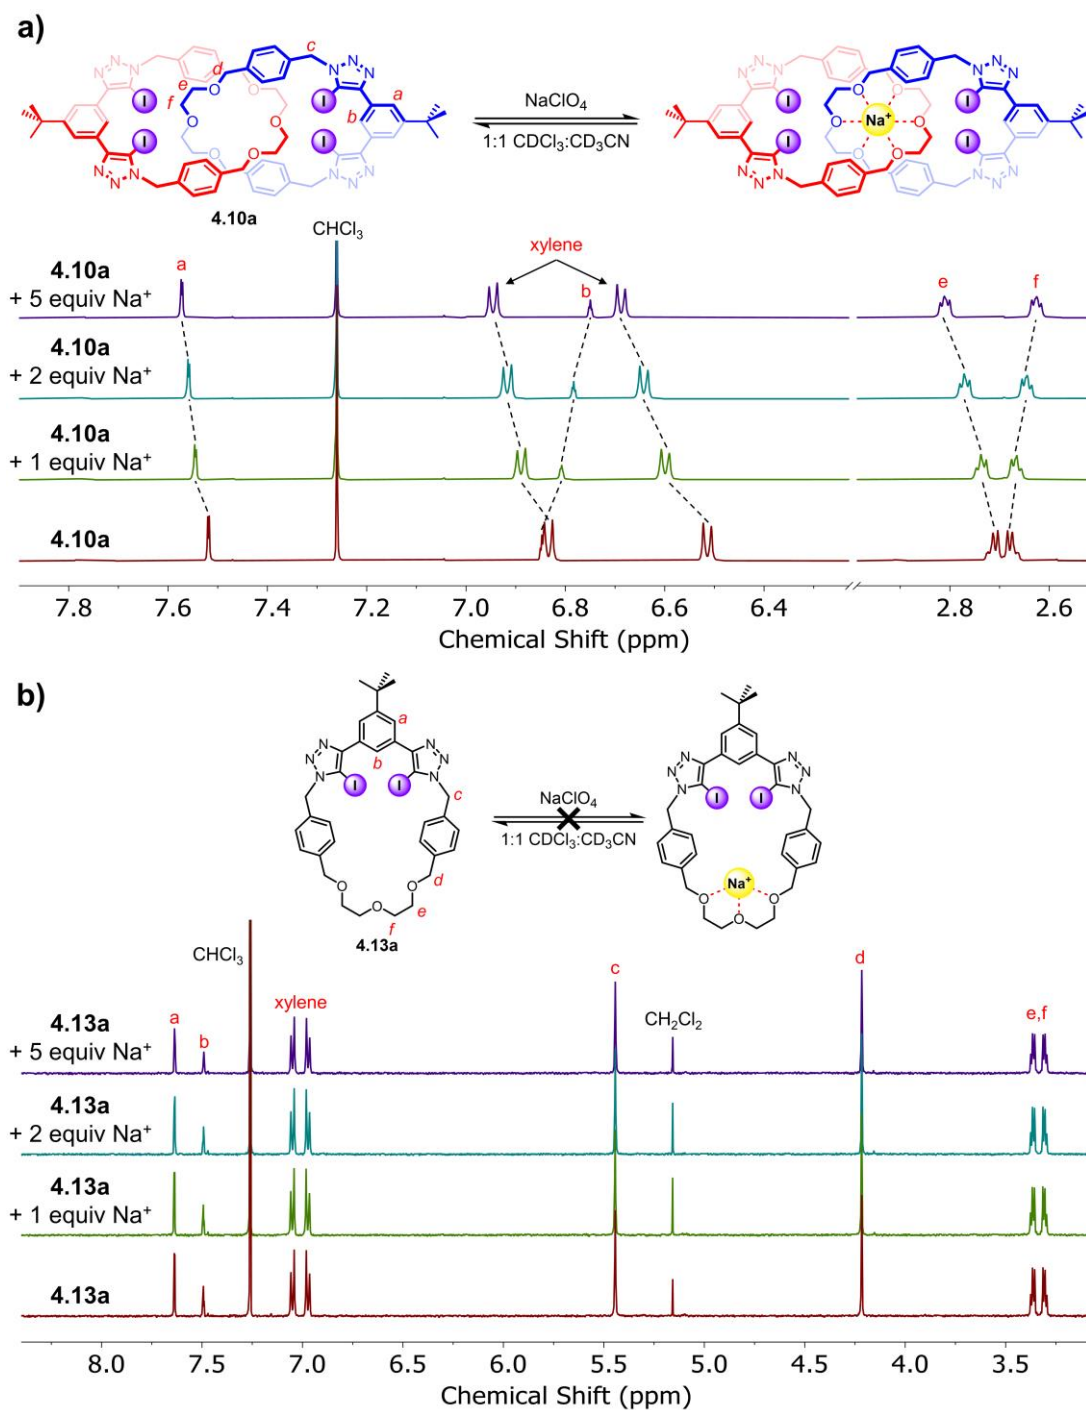 a)
c
N N N N
d
e
f
O
I
I
I
I
a
b
NaClO4
1:1 CDCl3:CD3CN
Na+
4.10a
CHCl3
4.10a
+ 5 equiv Na+
a
xylene
b
e
f
4.10a
+ 2 equiv Na+
4.10a
+ 1 equiv Na+
4.10a
7.8 7.6 7.4 7.2 7.0 6.8 6.6 6.4 2.8 2.6
Chemical Shift (ppm)
b)
a
b
N N N
I I
c
d
e
f
O O O
4.13a
NaClO4
1:1 CDCl3:CD3CN
N N N
I I
Na+
O O O
CHCl3
4.13a
+ 5 equiv Na+
a
b
xylene
c
CH2Cl2
d
e,f
4.13a
+ 2 equiv Na+
4.13a
+ 1 equiv Na+
4.13a
8.0 7.5 7.0 6.5 6.0 5.5 5.0 4.5 4.0 3.5
Chemical Shift (ppm)